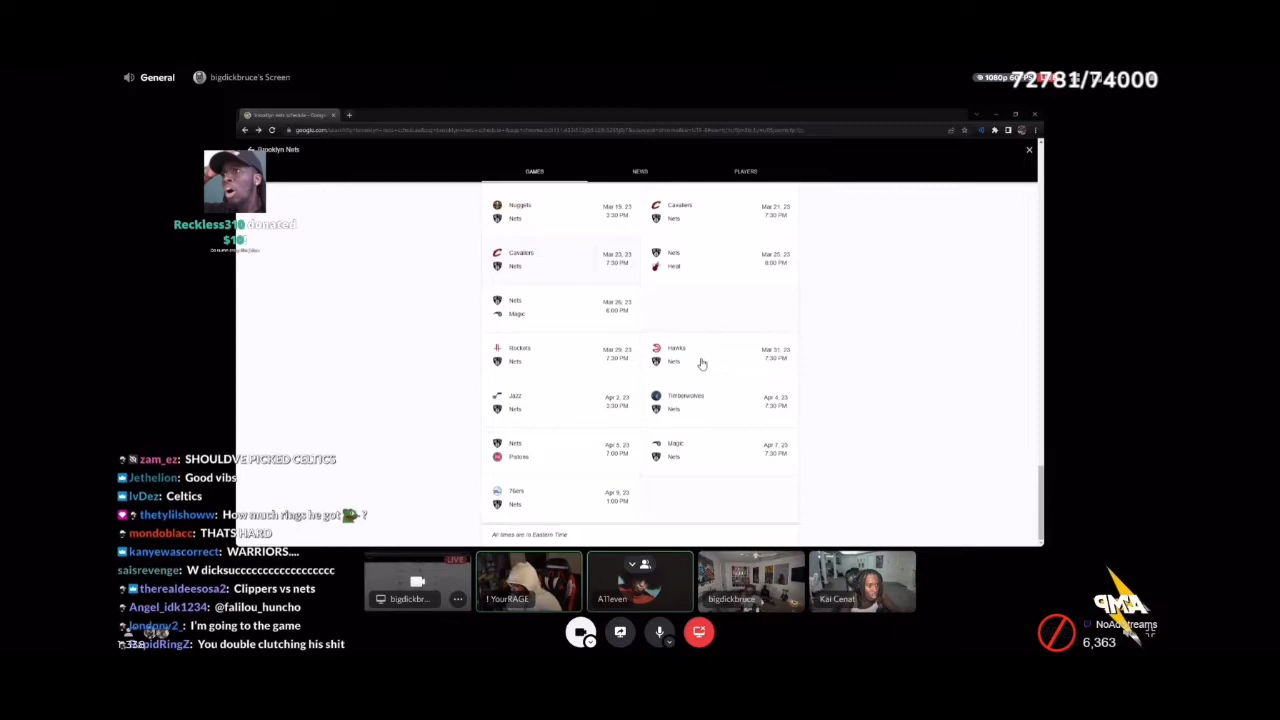 General
bigdickbruce's Screen
1080p 60
72781/74000
Brooklyn Nets
GAMES
NEWS
PLAYERS
Nuggets
Nets
Mar 19, 23
3:30 PM
Cavaliers
Nets
Mar 21, 23
7:30 PM
Cavaliers
Nets
Mar 23, 23
7:30 PM
Nets
Heat
Mar 25, 23
8:00 PM
Nets
Magic
Mar 26, 23
6:00 PM
Rockets
Nets
Mar 29, 23
7:30 PM
Hawks
Nets
Mar 31, 23
7:30 PM
Jazz
Nets
Apr 2, 23
3:30 PM
Timberwolves
Nets
Apr 4, 23
7:30 PM
Nets
Pistons
Apr 5, 23
7:00 PM
Magic
Nets
Apr 7, 23
7:30 PM
76ers
Nets
Apr 9, 23
1:00 PM
All times are in Eastern Time
Reckless310 donated
$10
zam_ez: SHOULDVE PICKED CELTICS
Jethelion: Good vibs
lvDez: Celtics
thetylilshoww: How much rings he got ?
mondoblacc: THATS HARD
kanyewascorrect: WARRIORS....
saisrevenge: W dicksucccccccccccccccccc
therealdeesosa2: Clippers vs nets
Angel_idk1234: @falilou_huncho
londony2_: I'm going to the game
RapidRingZ: You double clutching his shit
LIVE
bigdickbr...
! YourRAGE
A11even
bigdickbruce
Kai Cenat
AMP
NoAdStreams
6,363